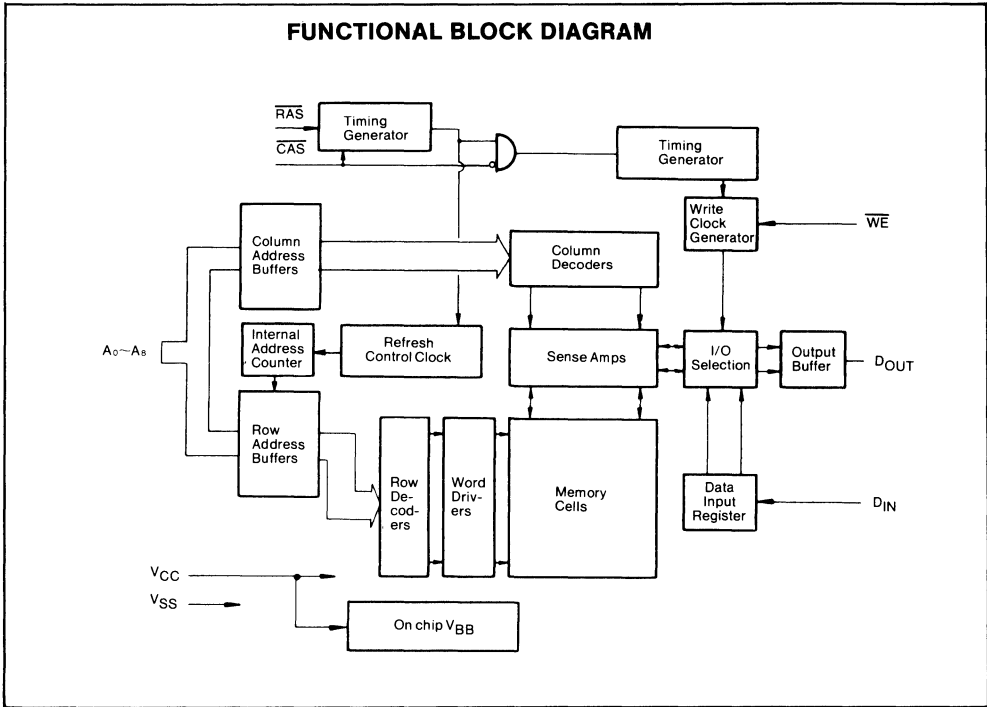 FUNCTIONAL BLOCK DIAGRAM
RAS
CAS
Timing
Generator
Timing
Generator
Write
Clock
Generator
WE
Column
Address
Buffers
Column
Decoders
A0~A8
Internal
Address
Counter
Refresh
Control Clock
Sense Amps
I/O
Selection
Output
Buffer
DOUT
Row
Address
Buffers
Row
De-
cod-
ers
Word
Driv-
ers
Memory
Cells
Data
Input
Register
DIN
VCC
VSS
On chip VBB